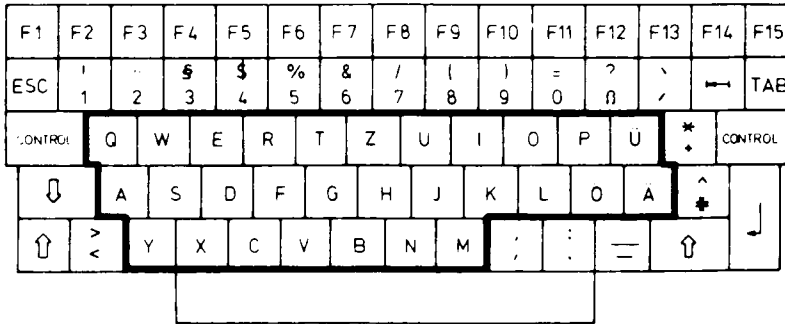 F1 F2 F3 F4 F5 F6 F7 F8 F9 F10 F11 F12 F13 F14 F15
! " § $ % & / ( ) = ?
ESC 1 2 3 4 5 6 7 8 9 0 ß TAB
CONTROL Q W E R T Z U I O P Ü * CONTROL
A S D F G H J K L O A ^ #
> <
Y X C V B N M ; , : .